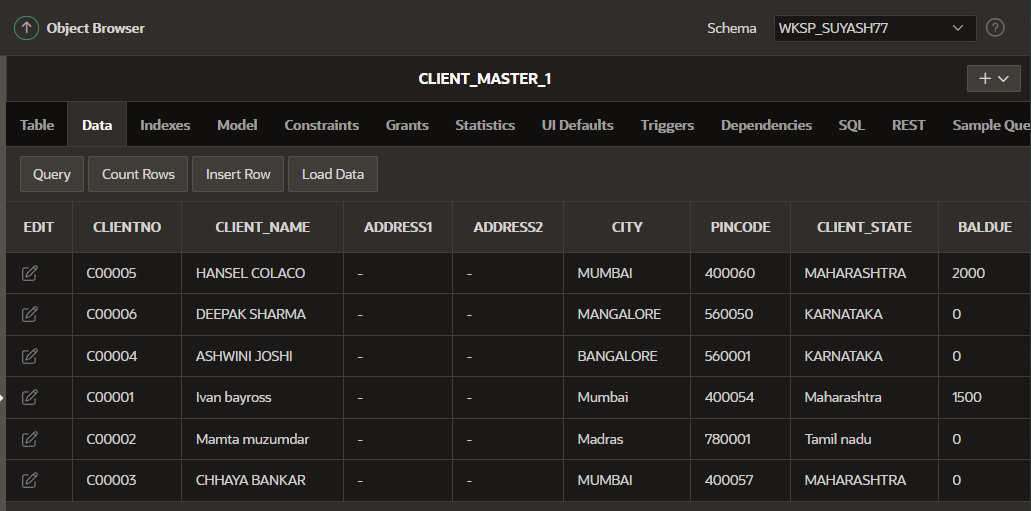 Object Browser Schema WKSP_SUYASH77
CLIENT_MASTER_1
Table Data Indexes Model Constraints Grants Statistics UI Defaults Triggers Dependencies SQL REST Sample Que
Query Count Rows Insert Row Load Data
EDIT CLIENTNO CLIENT_NAME ADDRESS1 ADDRESS2 CITY PINCODE CLIENT_STATE BALDUE
C00005 HANSEL COLACO - - MUMBAI 400060 MAHARASHTRA 2000
C00006 DEEPAK SHARMA - - MANGALORE 560050 KARNATAKA 0
C00004 ASHWINI JOSHI - - BANGALORE 560001 KARNATAKA 0
C00001 Ivan bayross - - Mumbai 400054 Maharashtra 1500
C00002 Mamta muzumdar - - Madras 780001 Tamil nadu 0
C00003 CHHAYA BANKAR - - MUMBAI 400057 MAHARASHTRA 0